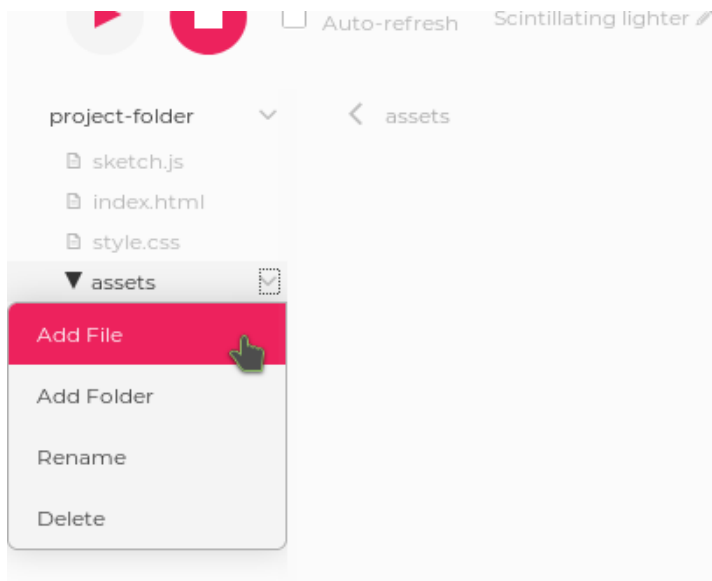 Auto-refresh Scintillating lighter
project-folder
assets
sketch.js
index.html
style.css
assets
Add File
Add Folder
Rename
Delete